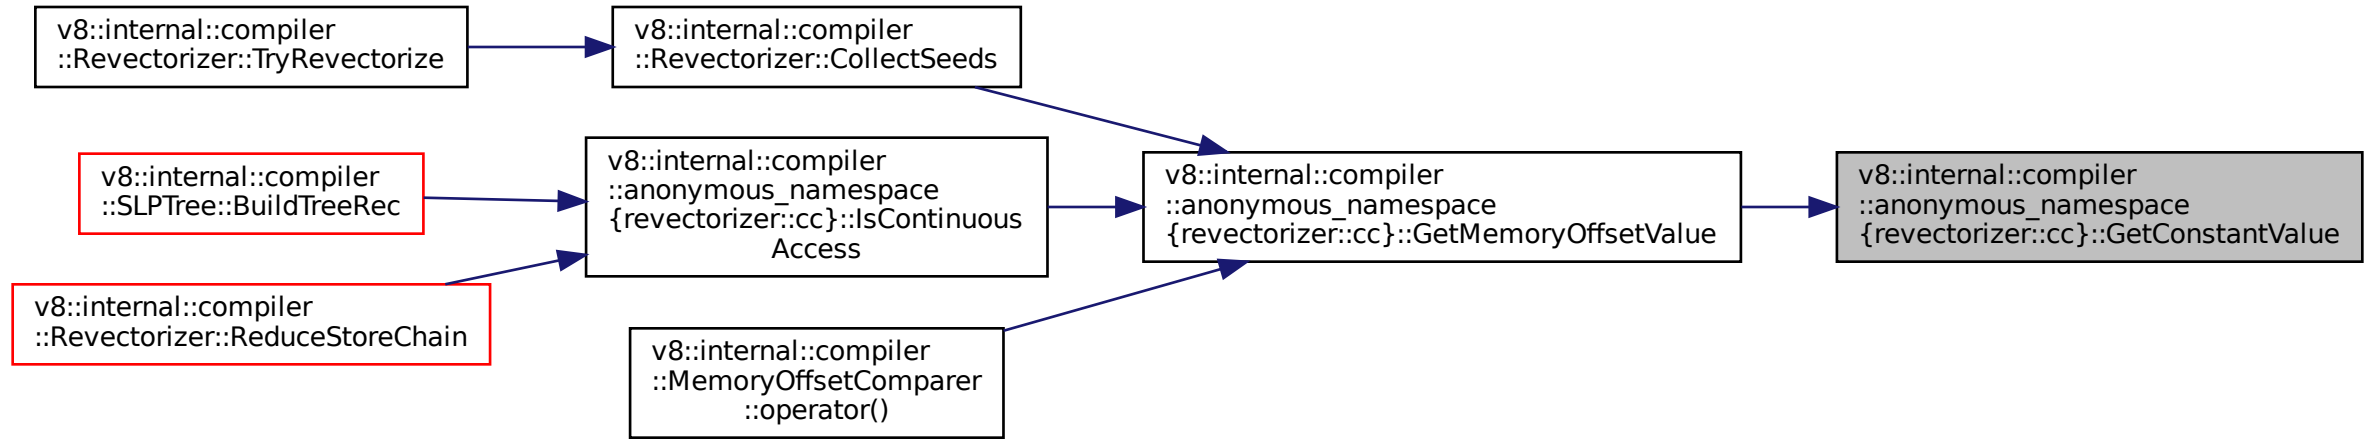 v8::internal::compiler
::Revectorizer::TryRevectorize
v8::internal::compiler
::Revectorizer::CollectSeeds
v8::internal::compiler
::SLPTree::BuildTreeRec
v8::internal::compiler
::Revectorizer::ReduceStoreChain
v8::internal::compiler
::anonymous_namespace
{revectorizer::cc}::IsContinuous
Access
v8::internal::compiler
::MemoryOffsetComparer
::operator()
v8::internal::compiler
::anonymous_namespace
{revectorizer::cc}::GetMemoryOffsetValue
v8::internal::compiler
::anonymous_namespace
{revectorizer::cc}::GetConstantValue